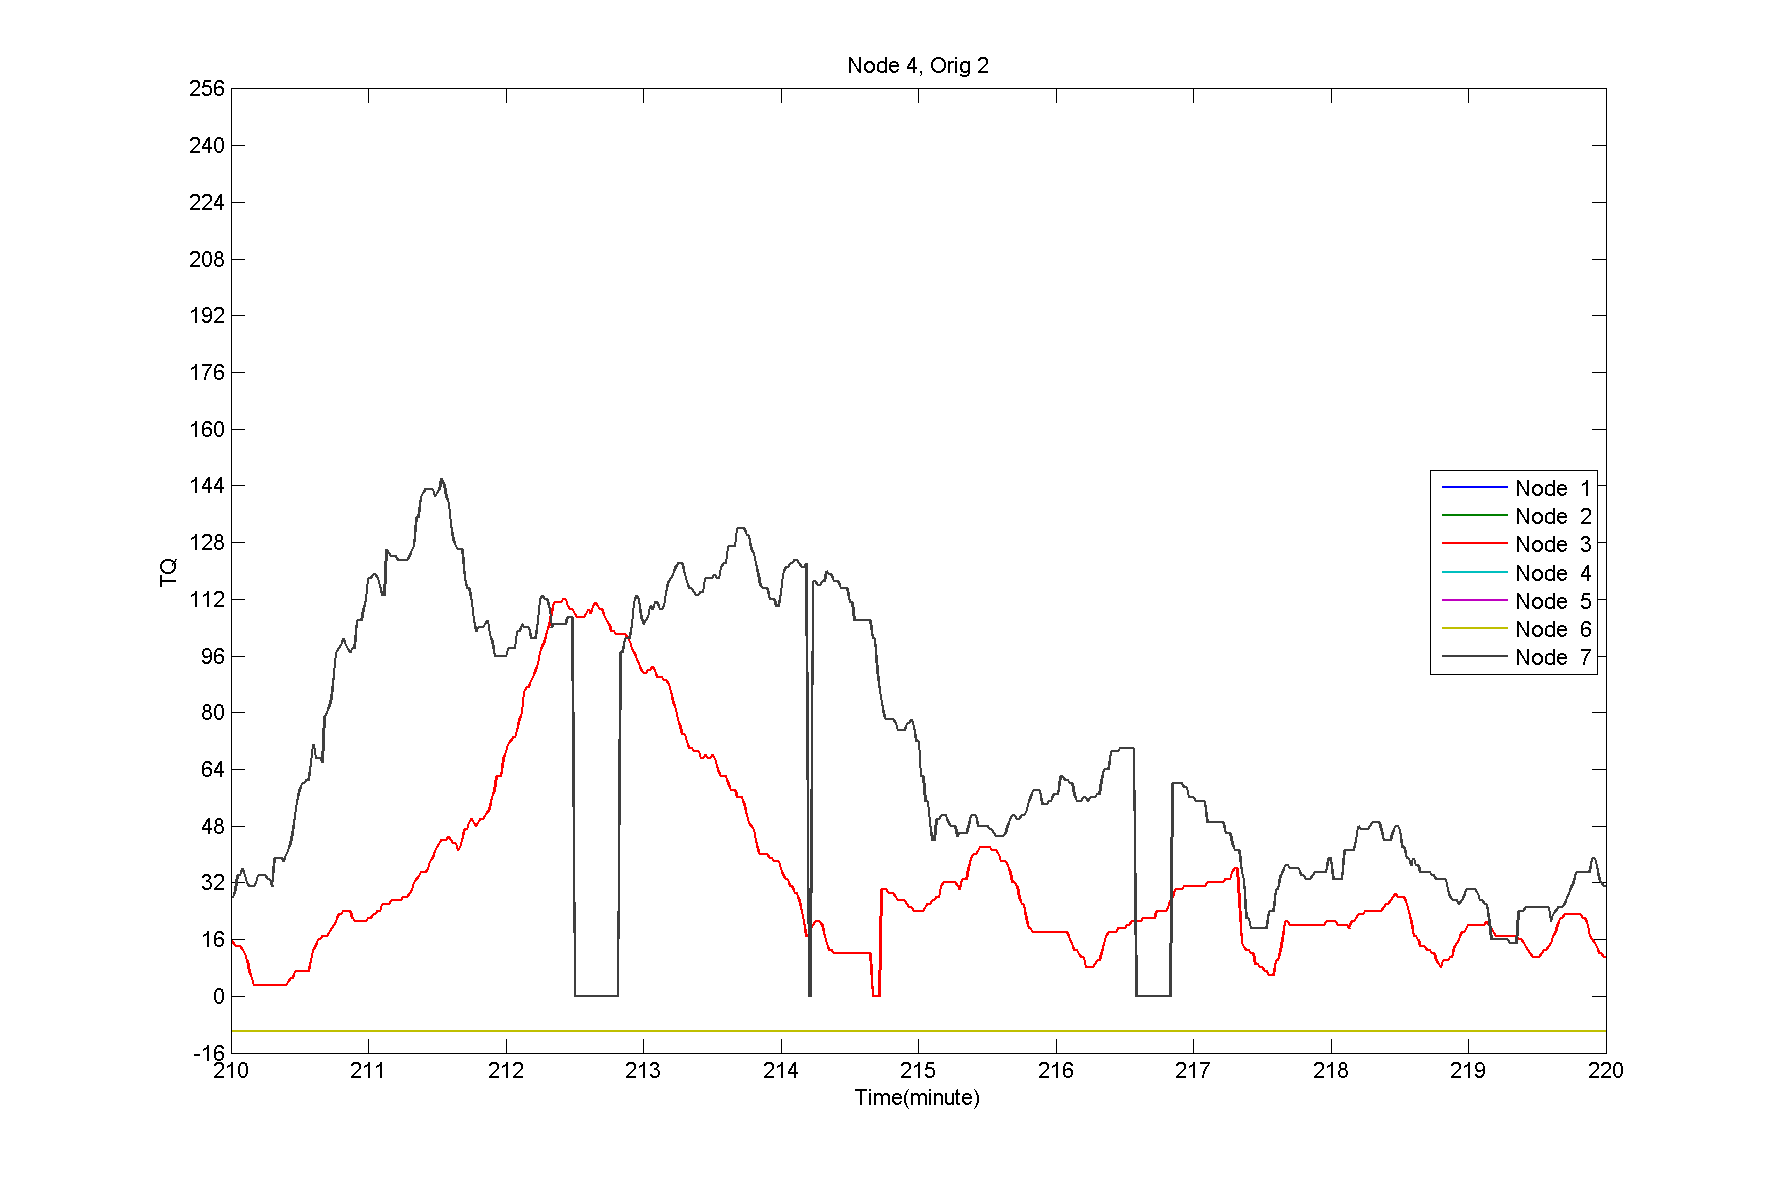 Node 4, Orig 2
256
240
224
208
192
176
160
144
128
112
96
80
64
48
32
16
0
-16
TQ
Node 1
Node 2
Node 3
Node 4
Node 5
Node 6
Node 7
210 211 212 213 214 215 216 217 218 219 220
Time(minute)